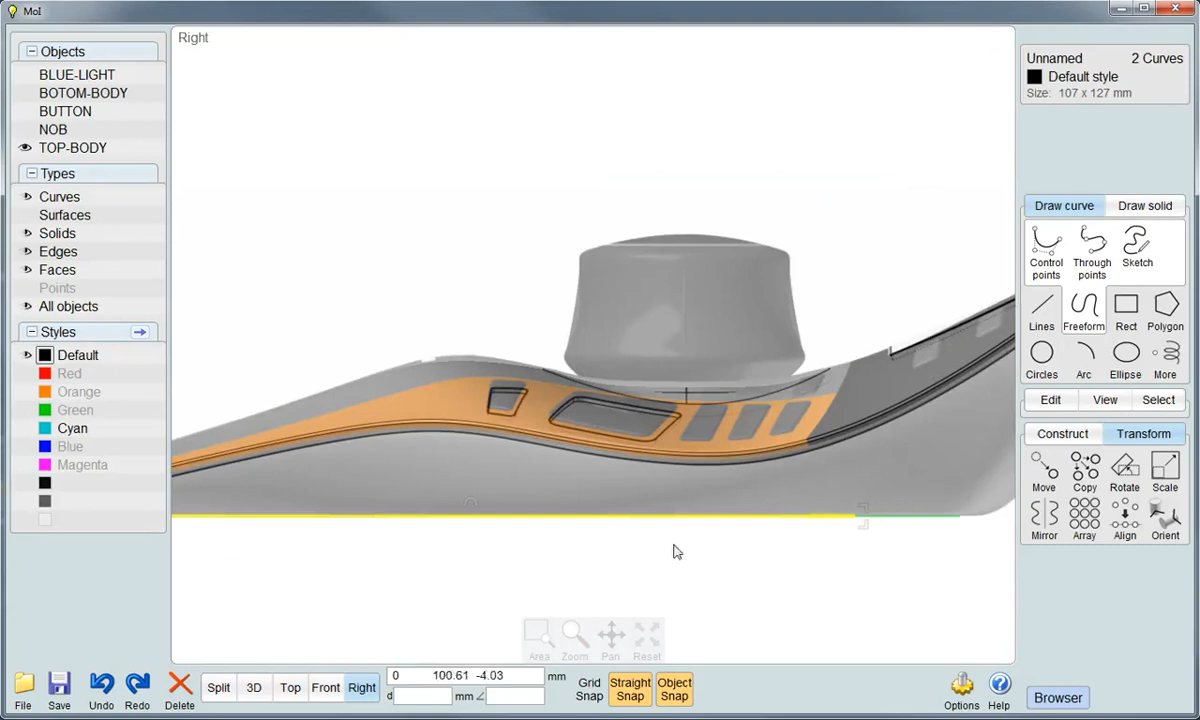 MoI
Objects
BLUE-LIGHT
BOTOM-BODY
BUTTON
NOB
TOP-BODY
Types
Curves
Surfaces
Solids
Edges
Faces
Points
All objects
Styles
Default
Red
Orange
Green
Cyan
Blue
Magenta
Right
Unnamed 2 Curves
Default style
Size: 107 x 127 mm
Draw curve Draw solid
Control points Through points Sketch
Lines Freeform Rect Polygon
Circles Arc Ellipse More
Edit View Select
Construct Transform
Move Copy Rotate Scale
Mirror Array Align Orient
Area Zoom Pan Reset
File Save Undo Redo Delete
Split 3D Top Front Right
0 100.61 -4.03 mm
d mm ∠
Grid Snap Straight Snap Object Snap
Options Help
Browser